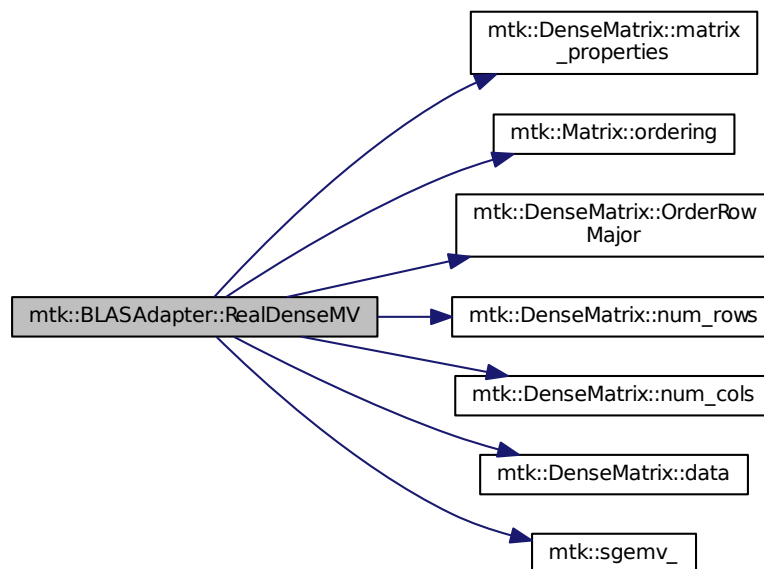 mtk::DenseMatrix::matrix
_properties
mtk::Matrix::ordering
mtk::DenseMatrix::OrderRow
Major
mtk::BLASAdapter::RealDenseMV
mtk::DenseMatrix::num_rows
mtk::DenseMatrix::num_cols
mtk::DenseMatrix::data
mtk::sgemv_